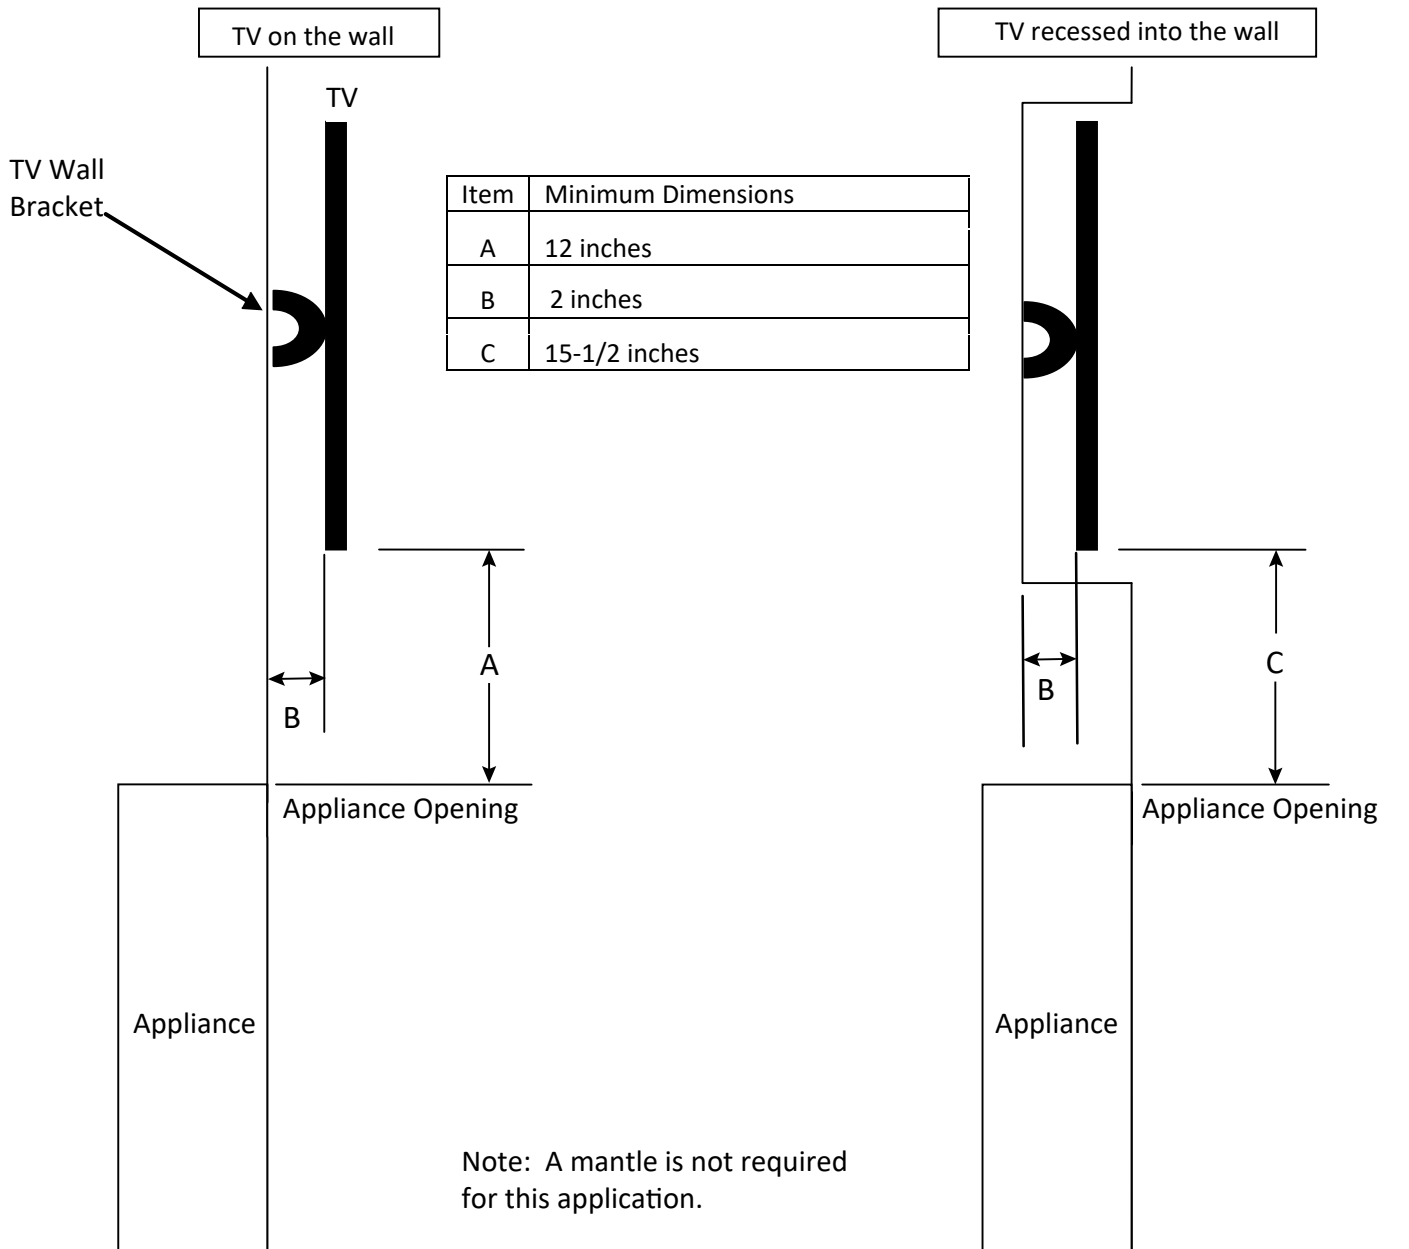 TV on the wall
TV recessed into the wall
TV
TV Wall
Bracket
Item Minimum Dimensions
A 12 inches
B 2 inches
C 15-1/2 inches
A
B
C
B
Appliance Opening
Appliance Opening
Appliance
Appliance
Note: A mantle is not required
for this application.